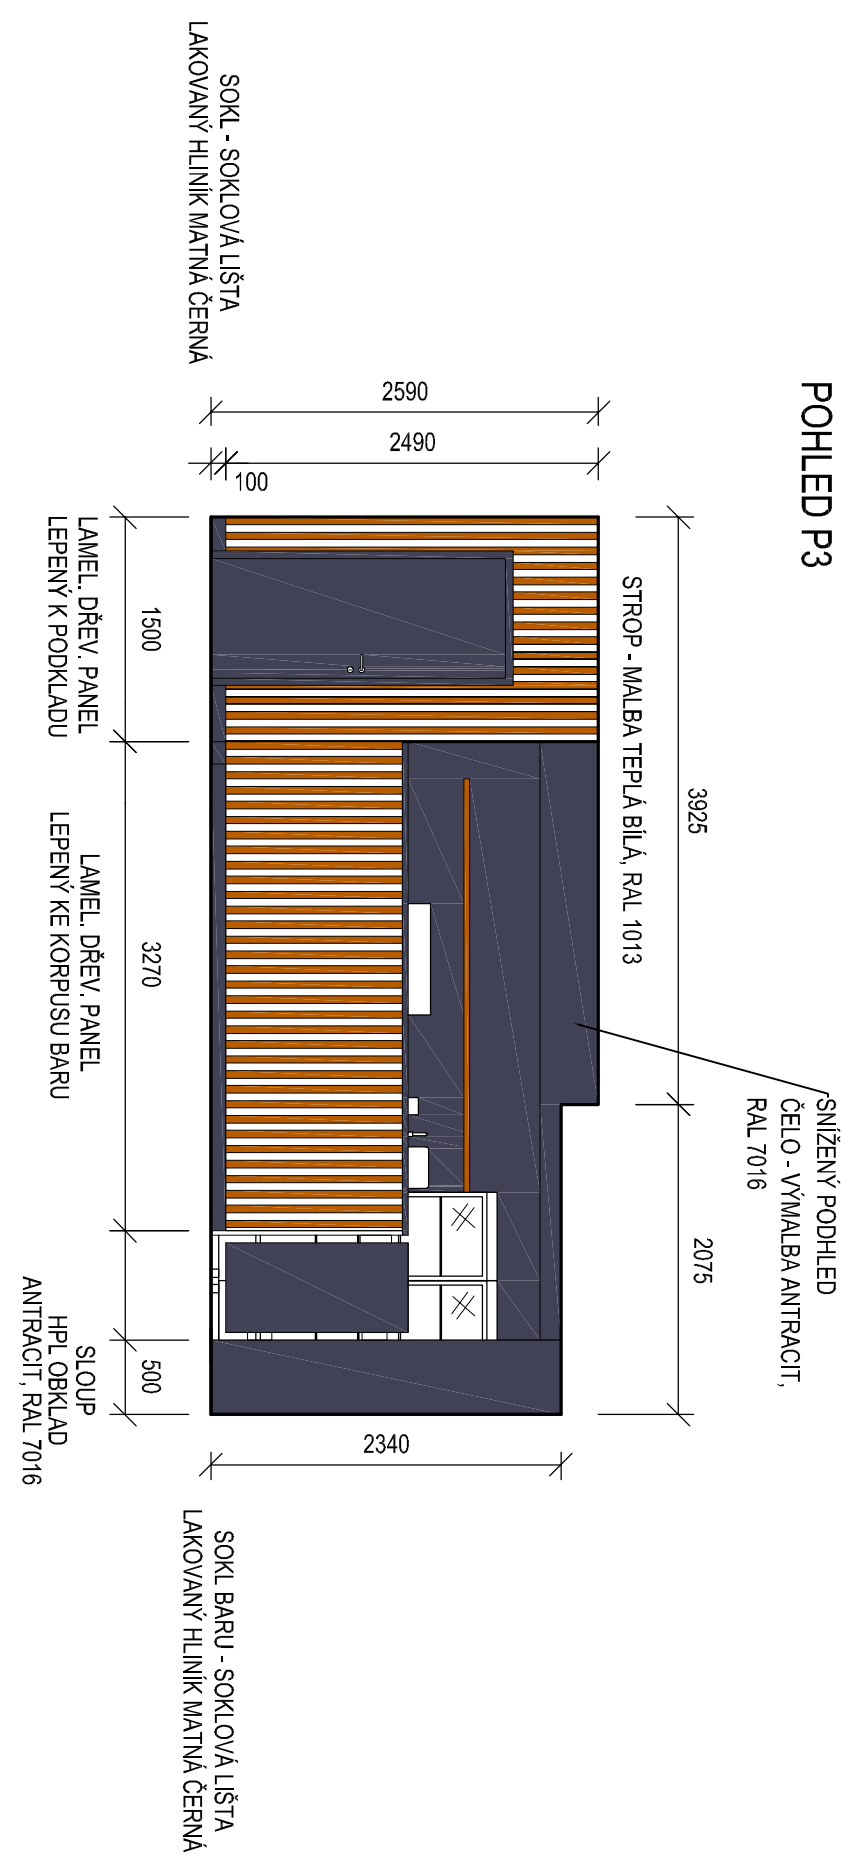 POHLED P3
SOKL - SOKLOVÁ LIŠTA
LAKOVANÝ HLINÍK MATNÁ ČERNÁ
2590
2490
100
3925
2075
STROP - MALBA TEPLÁ BÍLÁ, RAL 1013
SNÍŽENÝ PODHLED
ČELO - VÝMALBA ANTRACIT,
RAL 7016
1500
3270
500
2340
LAMEL. DŘEV. PANEL
LEPENÝ K PODKLADU
LAMEL. DŘEV. PANEL
LEPENÝ KE KORPUSU BARU
SLOUP
HPL OBKLAD
ANTRACIT, RAL 7016
SOKL BARU - SOKLOVÁ LIŠTA
LAKOVANÝ HLINÍK MATNÁ ČERNÁ